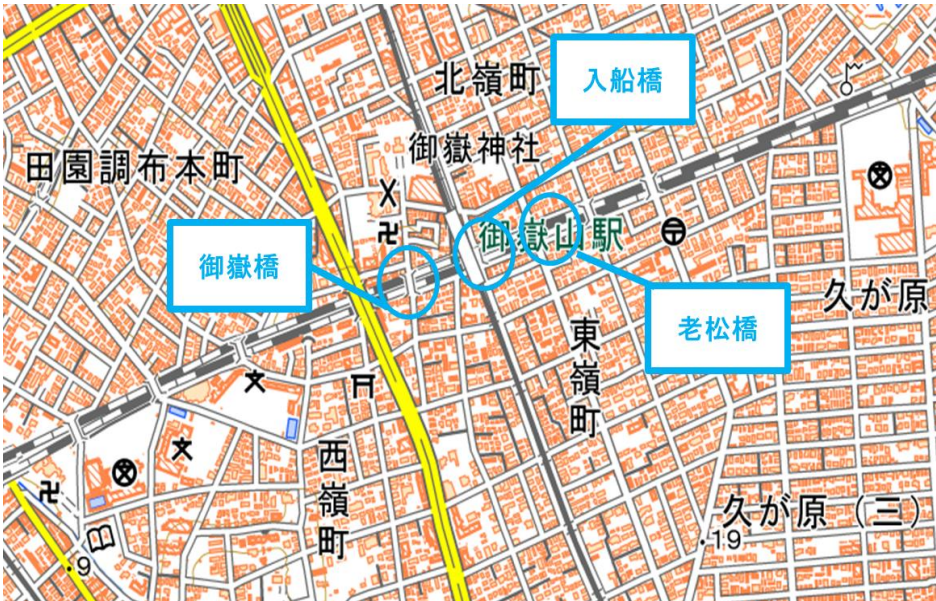 北嶺町
入船橋
田園調布本町
御嶽神社
御嶽山駅
御嶽橋
老松橋
久が原
東嶺町
西嶺町
久が原(三)
・19
・9